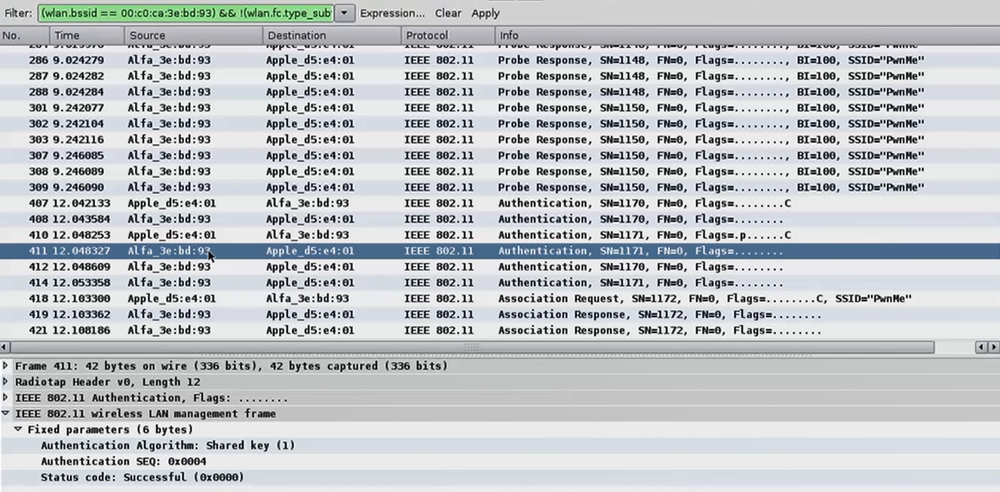 Filter: (wlan.bssid == 00:c0:ca:3e:bd:93) && !(wlan.fc.type_sub Expression... Clear Apply
No. Time Source Destination Protocol Info
286 9.024279 Alfa_3e:bd:93 Apple_d5:e4:01 IEEE 802.11 Probe Response, SN=1148, FN=0, Flags=........, BI=100, SSID="PwnMe"
287 9.024282 Alfa_3e:bd:93 Apple_d5:e4:01 IEEE 802.11 Probe Response, SN=1148, FN=0, Flags=........, BI=100, SSID="PwnMe"
288 9.024284 Alfa_3e:bd:93 Apple_d5:e4:01 IEEE 802.11 Probe Response, SN=1148, FN=0, Flags=........, BI=100, SSID="PwnMe"
301 9.242077 Alfa_3e:bd:93 Apple_d5:e4:01 IEEE 802.11 Probe Response, SN=1150, FN=0, Flags=........, BI=100, SSID="PwnMe"
302 9.242104 Alfa_3e:bd:93 Apple_d5:e4:01 IEEE 802.11 Probe Response, SN=1150, FN=0, Flags=........, BI=100, SSID="PwnMe"
303 9.242116 Alfa_3e:bd:93 Apple_d5:e4:01 IEEE 802.11 Probe Response, SN=1150, FN=0, Flags=........, BI=100, SSID="PwnMe"
307 9.246085 Alfa_3e:bd:93 Apple_d5:e4:01 IEEE 802.11 Probe Response, SN=1150, FN=0, Flags=........, BI=100, SSID="PwnMe"
308 9.246089 Alfa_3e:bd:93 Apple_d5:e4:01 IEEE 802.11 Probe Response, SN=1150, FN=0, Flags=........, BI=100, SSID="PwnMe"
309 9.246090 Alfa_3e:bd:93 Apple_d5:e4:01 IEEE 802.11 Probe Response, SN=1150, FN=0, Flags=........, BI=100, SSID="PwnMe"
407 12.042133 Apple_d5:e4:01 Alfa_3e:bd:93 IEEE 802.11 Authentication, SN=1170, FN=0, Flags=........C
408 12.043584 Alfa_3e:bd:93 Apple_d5:e4:01 IEEE 802.11 Authentication, SN=1170, FN=0, Flags=........
410 12.048253 Apple_d5:e4:01 Alfa_3e:bd:93 IEEE 802.11 Authentication, SN=1171, FN=0, Flags=.p......C
411 12.048327 Alfa_3e:bd:93 Apple_d5:e4:01 IEEE 802.11 Authentication, SN=1171, FN=0, Flags=........
412 12.048609 Alfa_3e:bd:93 Apple_d5:e4:01 IEEE 802.11 Authentication, SN=1170, FN=0, Flags=........
414 12.053358 Alfa_3e:bd:93 Apple_d5:e4:01 IEEE 802.11 Authentication, SN=1171, FN=0, Flags=........
418 12.103300 Apple_d5:e4:01 Alfa_3e:bd:93 IEEE 802.11 Association Request, SN=1172, FN=0, Flags=........C, SSID="PwnMe"
419 12.103362 Alfa_3e:bd:93 Apple_d5:e4:01 IEEE 802.11 Association Response, SN=1172, FN=0, Flags=........
421 12.108186 Alfa_3e:bd:93 Apple_d5:e4:01 IEEE 802.11 Association Response, SN=1172, FN=0, Flags=........
Frame 411: 42 bytes on wire (336 bits), 42 bytes captured (336 bits)
Radiotap Header v0, Length 12
IEEE 802.11 Authentication, Flags: ........
IEEE 802.11 wireless LAN management frame
Fixed parameters (6 bytes)
Authentication Algorithm: Shared key (1)
Authentication SEQ: 0x0004
Status code: Successful (0x0000)